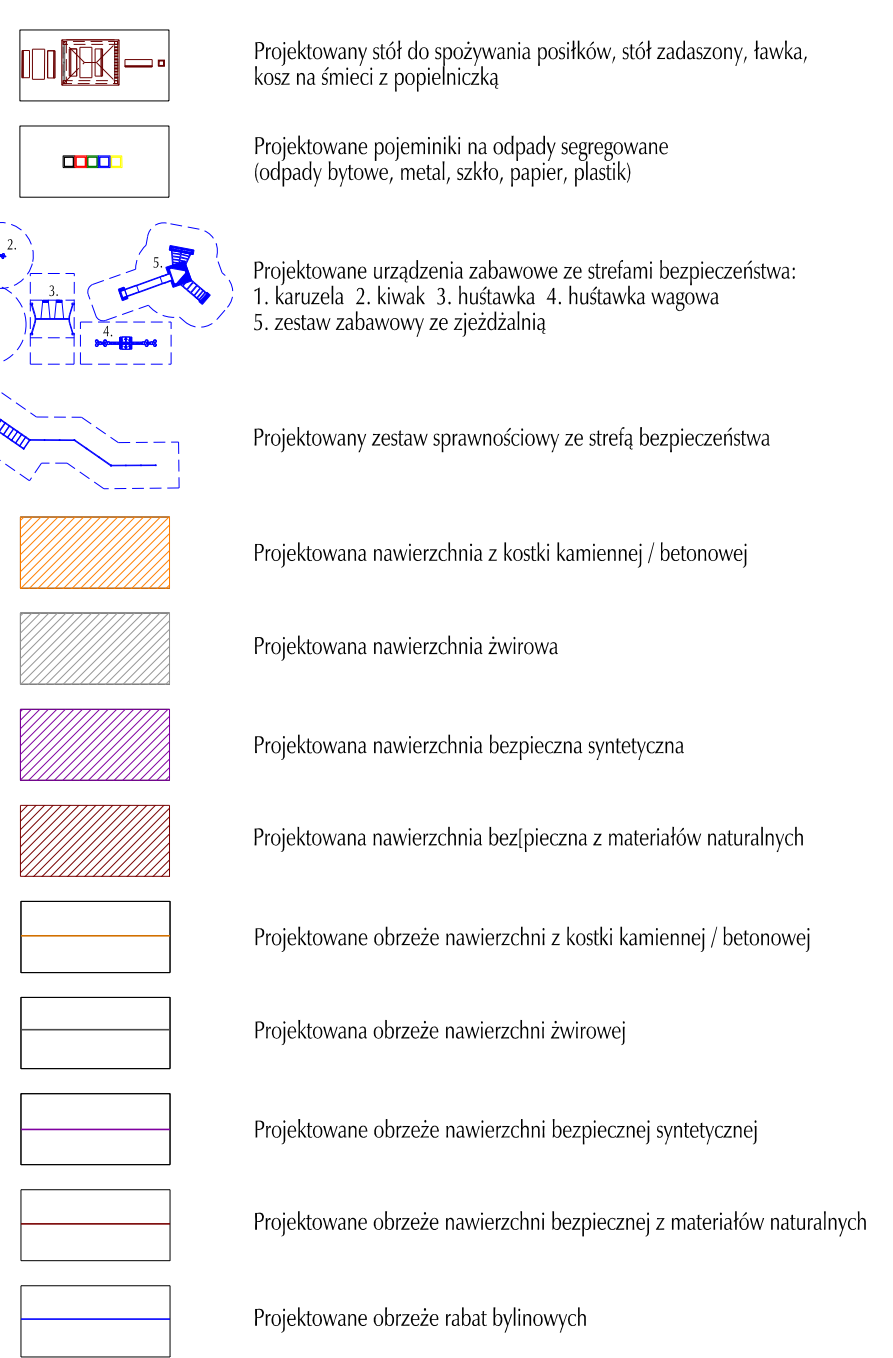 Projektowany stół do spożywania posiłków, stół zadaszony, ławka,
kosz na śmieci z popielniczką
Projektowane pojeminiki na odpady segregowane
(odpady bytowe, metal, szkło, papier, plastik)
2.
5.
3.
4.
Projektowane urządzenia zabawowe ze strefami bezpieczeństwa:
1. karuzela 2. kiwak 3. huśtawka 4. huśtawka wagowa
5. zestaw zabawowy ze zjeżdżalnią
Projektowany zestaw sprawnościowy ze strefą bezpieczeństwa
Projektowana nawierzchnia z kostki kamiennej / betonowej
Projektowana nawierzchnia żwirowa
Projektowana nawierzchnia bezpieczna syntetyczna
Projektowana nawierzchnia bez[pieczna z materiałów naturalnych
Projektowane obrzeże nawierzchni z kostki kamiennej / betonowej
Projektowana obrzeże nawierzchni żwirowej
Projektowane obrzeże nawierzchni bezpiecznej syntetycznej
Projektowane obrzeże nawierzchni bezpiecznej z materiałów naturalnych
Projektowane obrzeże rabat bylinowych